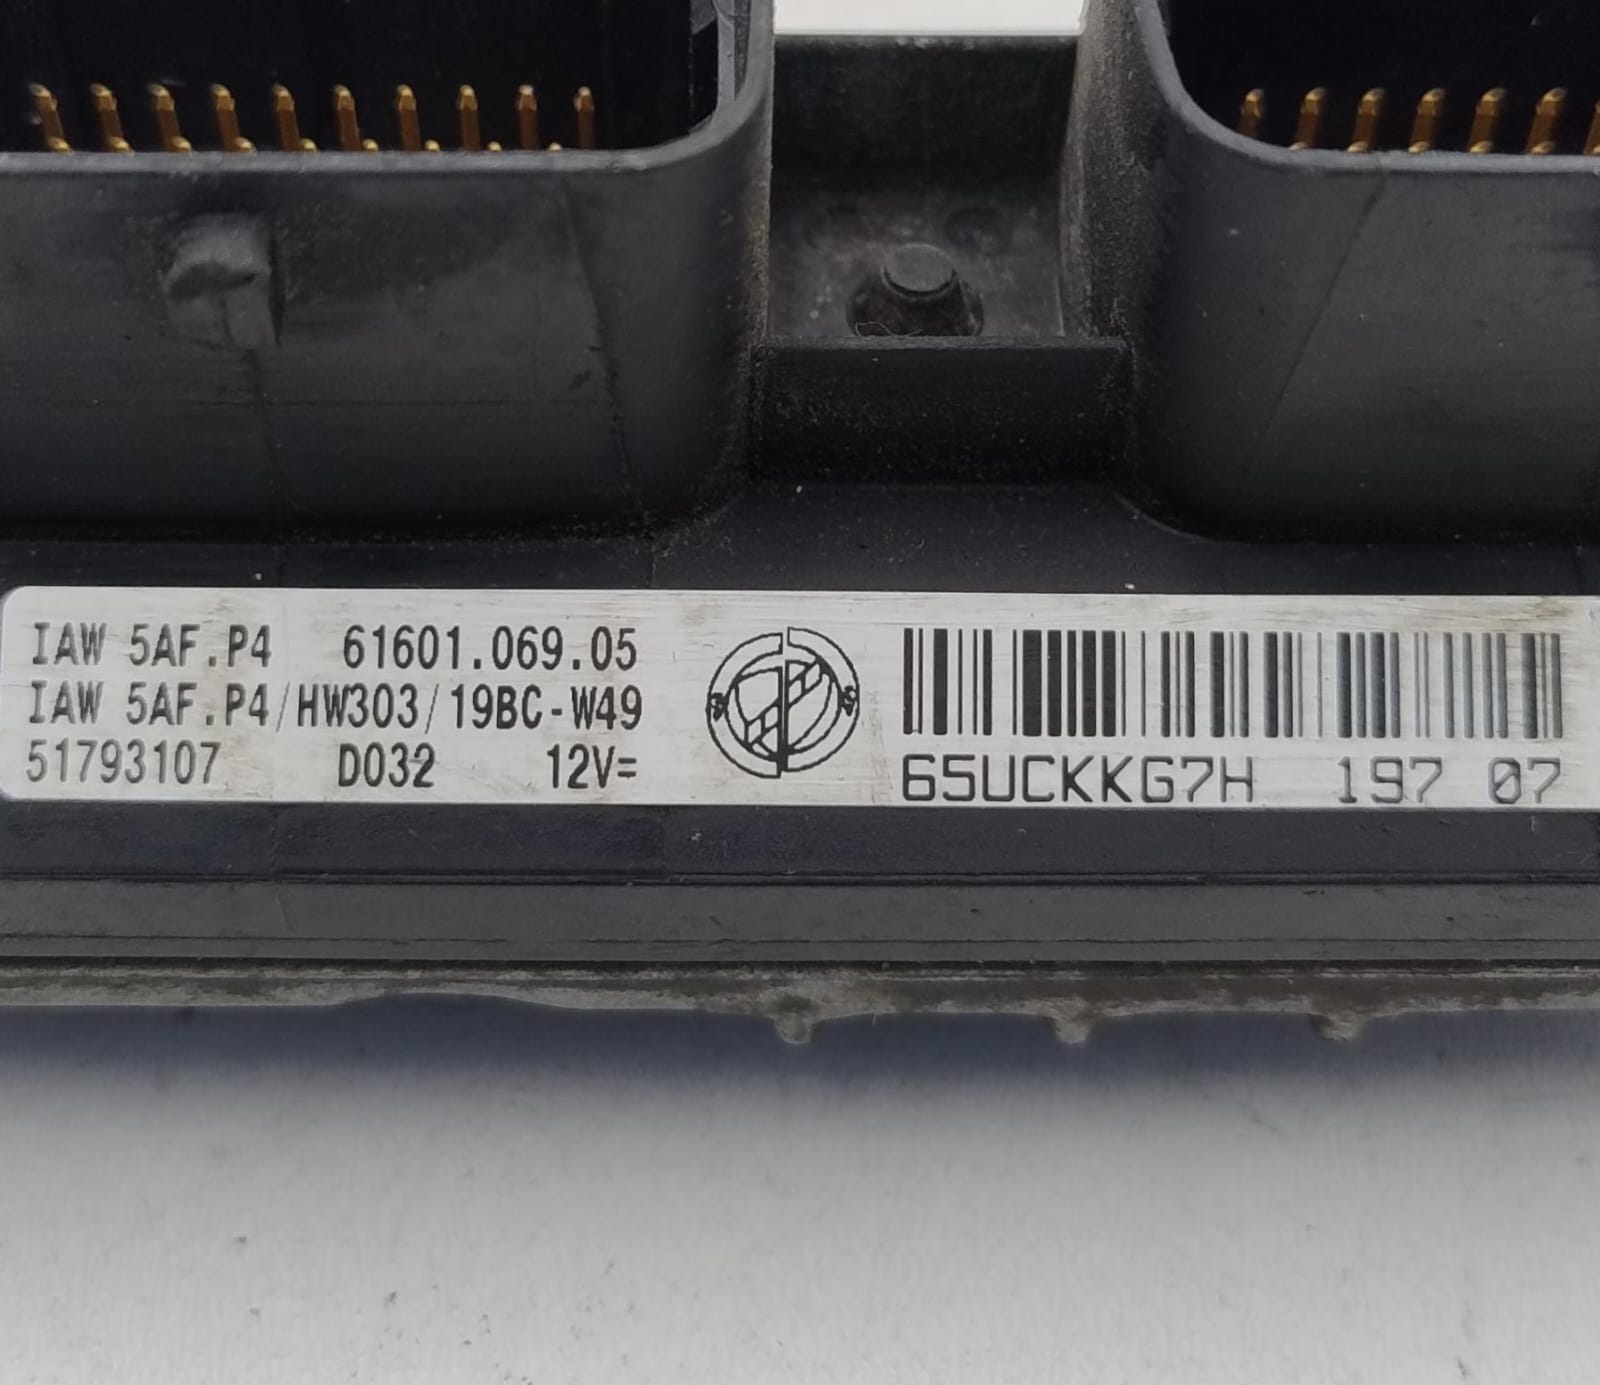 IAW 5AF.P4 61601.069.05
IAW 5AF.P4/HW303/19BC-W49
51793107 D032 12V=
65UCKKG7H 197 07